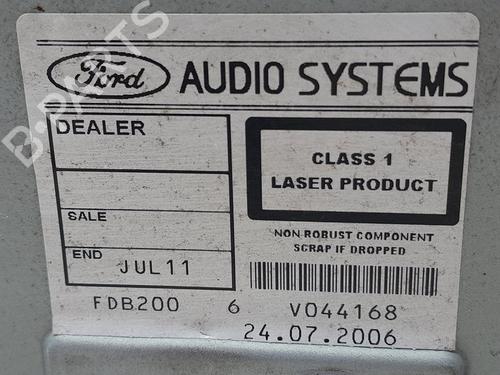 Ford AUDIO SYSTEMS
DEALER
CLASS 1
LASER PRODUCT
SALE
NON ROBUST COMPONENT
SCRAP IF DROPPED
END JUL11
FDB200 6 V044168
24.07.2006
B-PARTS